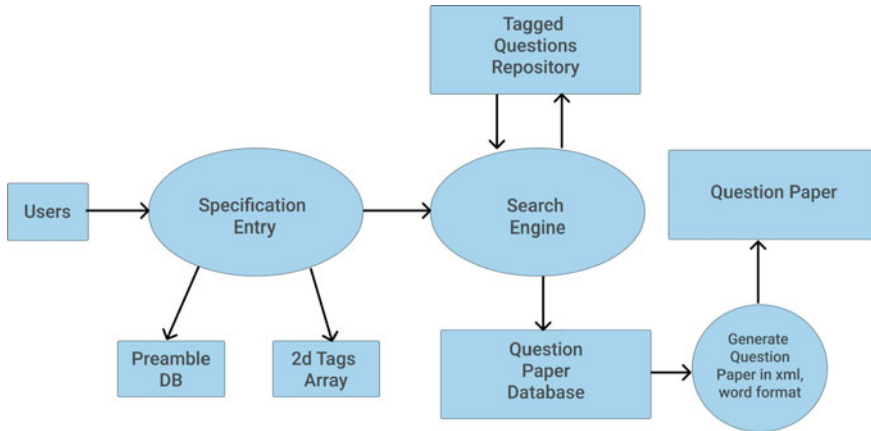 Tagged
Questions
Repository
Users
Specification
Entry
Search
Engine
Question Paper
Preamble
DB
2d Tags
Array
Question
Paper
Database
Generate
Question
Paper in xml,
word format